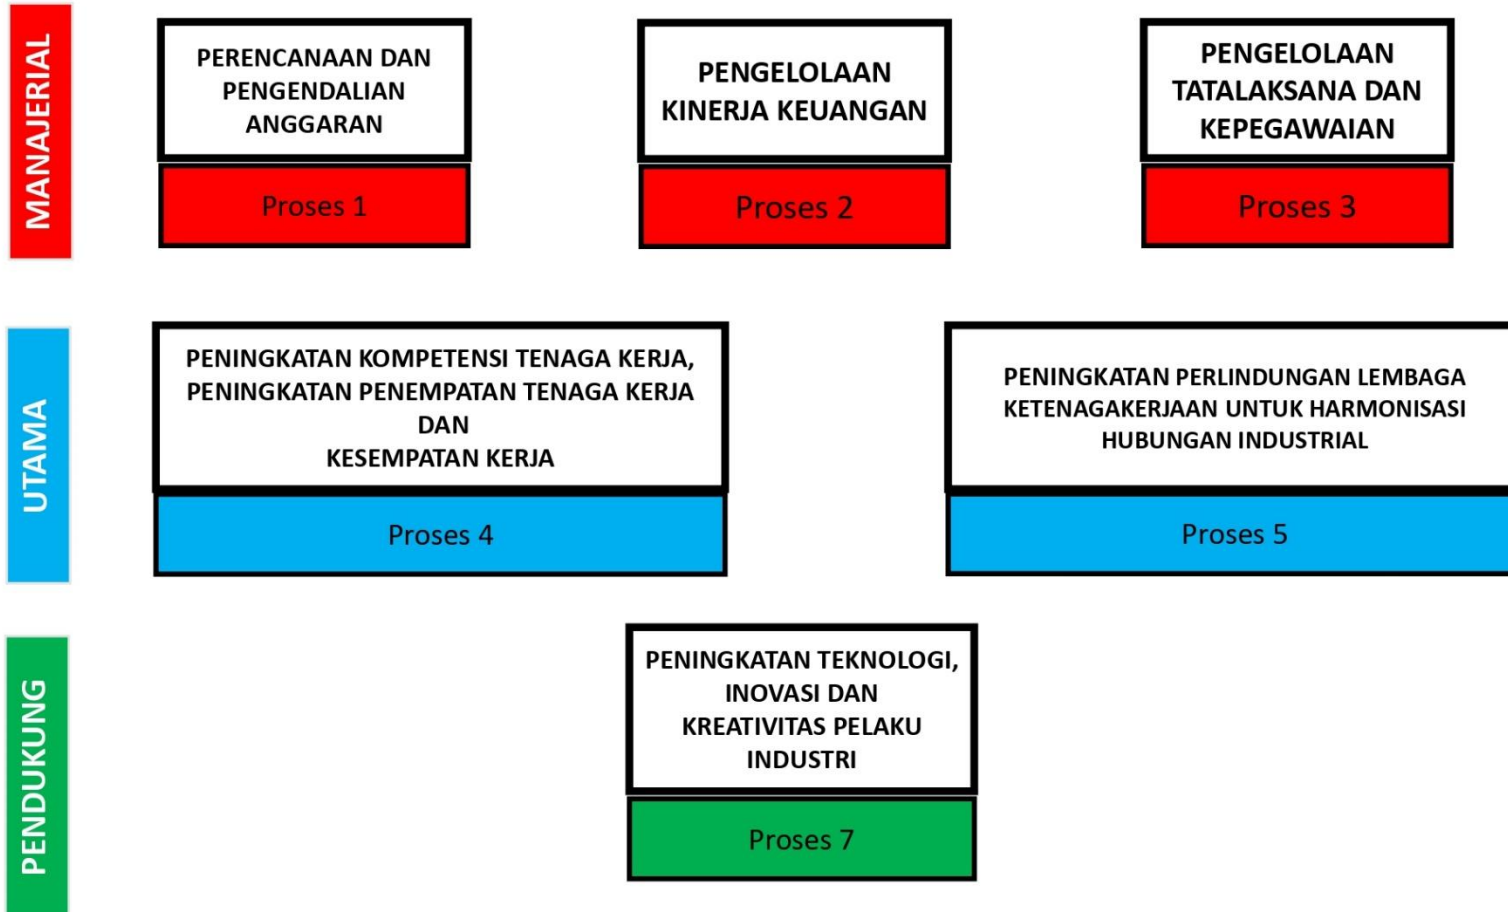 MANAJERIAL
PERENCANAAN DAN
PENGENDALIAN
ANGGARAN
Proses 1
PENGELOLAAN
KINERJA KEUANGAN
Proses 2
PENGELOLAAN
TATALAKSANA DAN
KEPEGAWAIAN
Proses 3
UTAMA
PENINGKATAN KOMPETENSI TENAGA KERJA,
PENINGKATAN PENEMPATAN TENAGA KERJA
DAN
KESEMPATAN KERJA
Proses 4
PENINGKATAN PERLINDUNGAN LEMBAGA
KETENAGAKERJAAN UNTUK HARMONISASI
HUBUNGAN INDUSTRIAL
Proses 5
PENDUKUNG
PENINGKATAN TEKNOLOGI,
INOVASI DAN
KREATIVITAS PELAKU
INDUSTRI
Proses 7